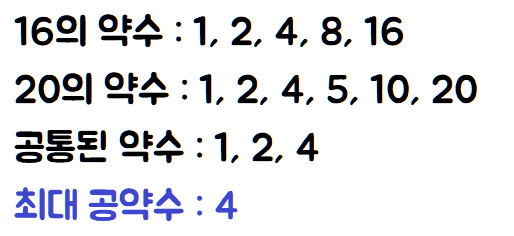 16의 약수 : 1, 2, 4, 8, 16
20의 약수 : 1, 2, 4, 5, 10, 20
공통된 약수 : 1, 2, 4
최대 공약수 : 4